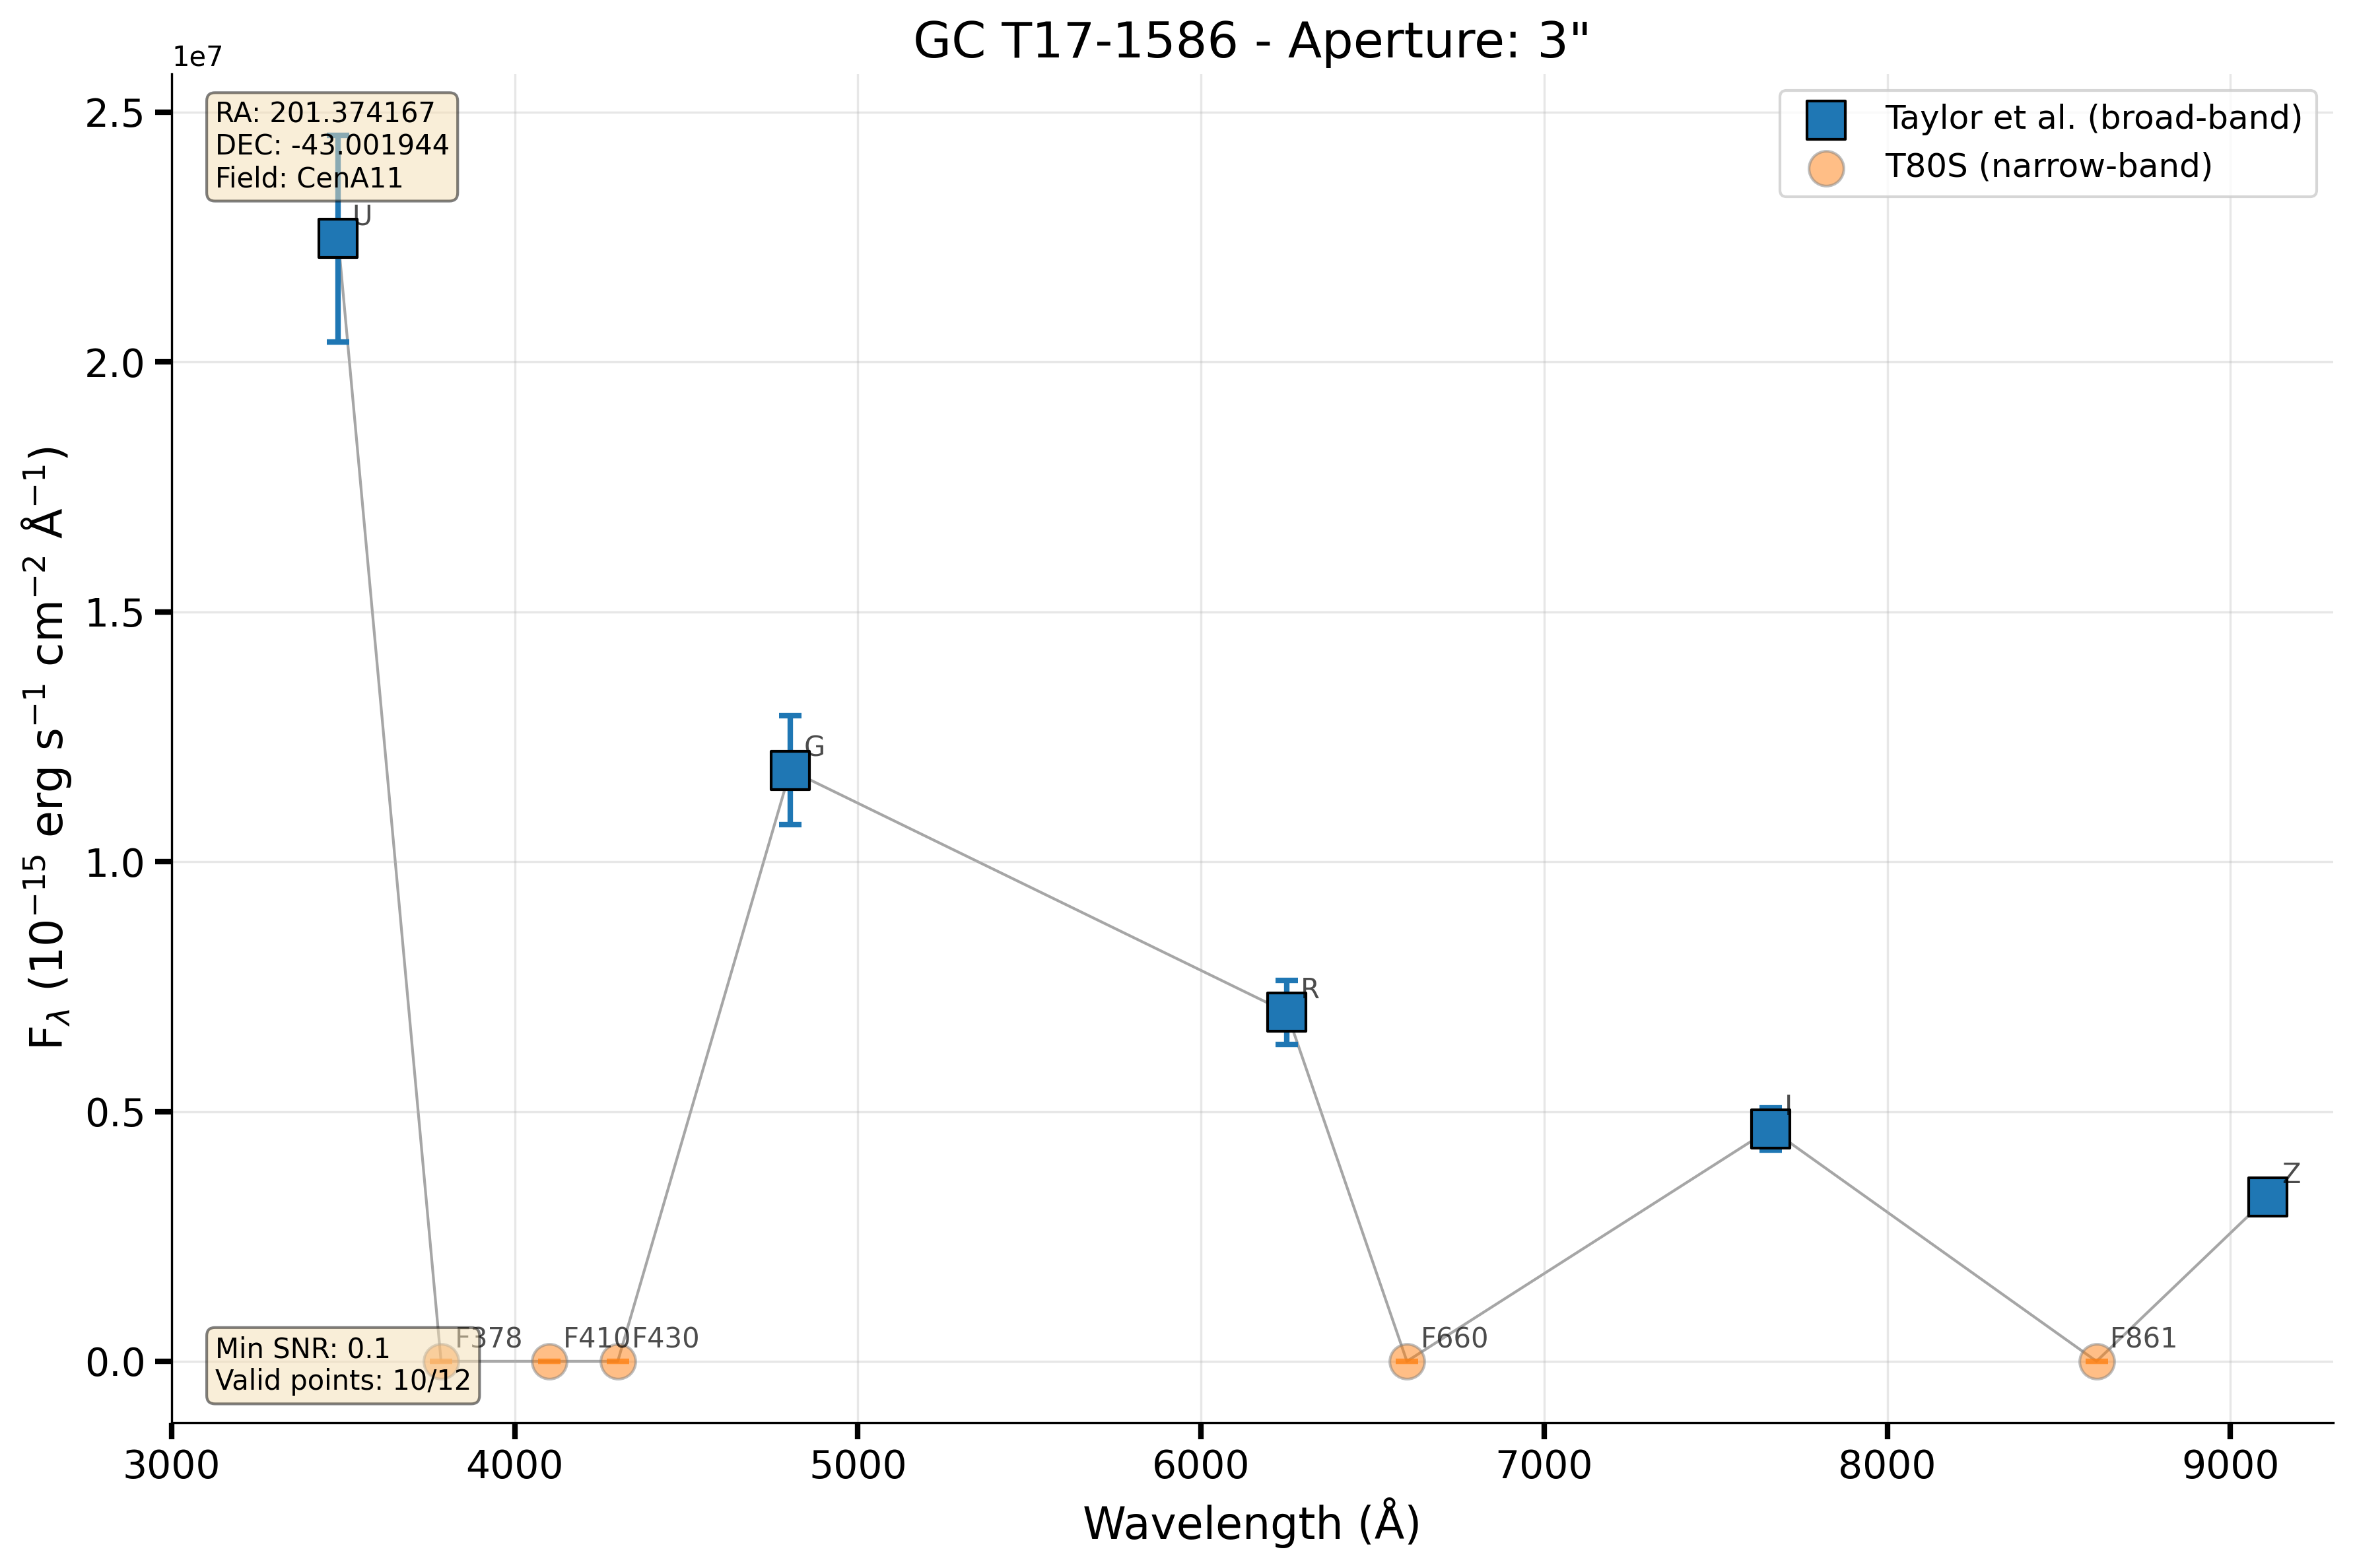 GC T17-1586 - Aperture: 3"
1e7
RA: 201.374167
DEC: -43.001944
Field: CenA11
Taylor et al. (broad-band)
T80S (narrow-band)
2.5
2.0
1.5
1.0
0.5
0.0
F$_{λ}$ (10$^{−15}$ erg s$^{−1}$ cm$^{−2}$ Å$^{−1}$)
U
G
R
I
Z
F378
F410
F430
F660
F861
Min SNR: 0.1
Valid points: 10/12
3000
4000
5000
6000
7000
8000
9000
Wavelength (Å)